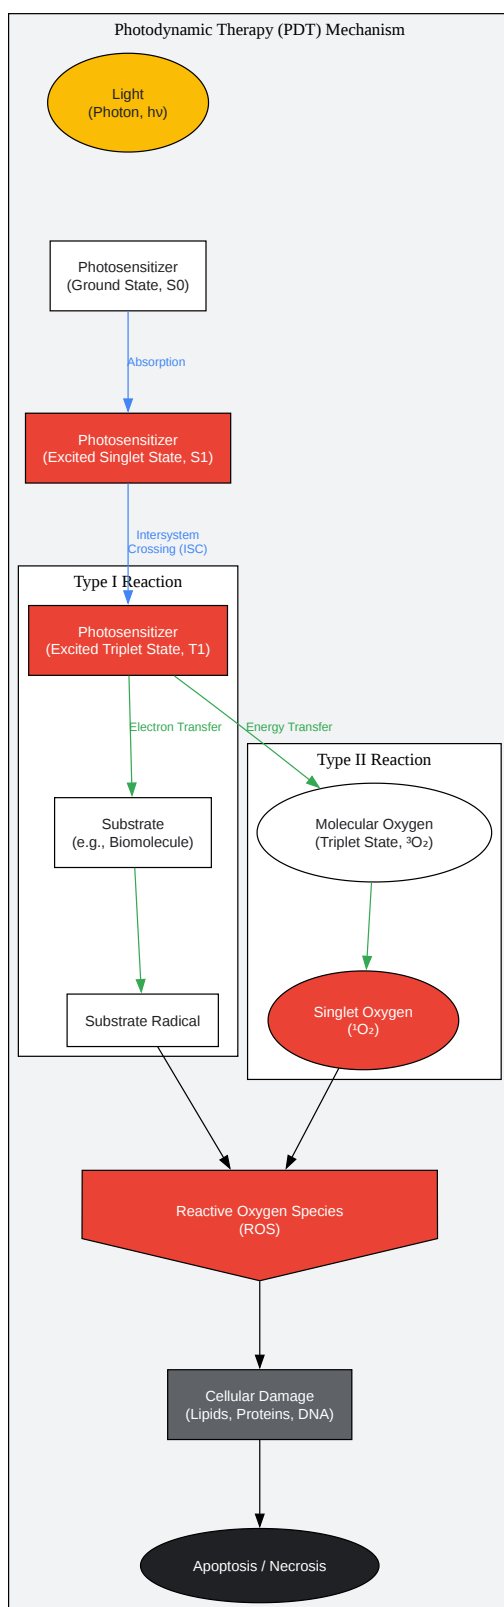 Photodynamic Therapy (PDT) Mechanism
Light
(Photon, hν)
Photosensitizer
(Ground State, S0)
Absorption
Photosensitizer
(Excited Singlet State, S1)
Intersystem
Crossing (ISC)
Type I Reaction
Photosensitizer
(Excited Triplet State, T1)
Electron Transfer
Energy Transfer
Type II Reaction
Substrate
(e.g., Biomolecule)
Molecular Oxygen
(Triplet State, ³O₂)
Substrate Radical
Singlet Oxygen
(¹O₂)
Reactive Oxygen Species
(ROS)
Cellular Damage
(Lipids, Proteins, DNA)
Apoptosis / Necrosis